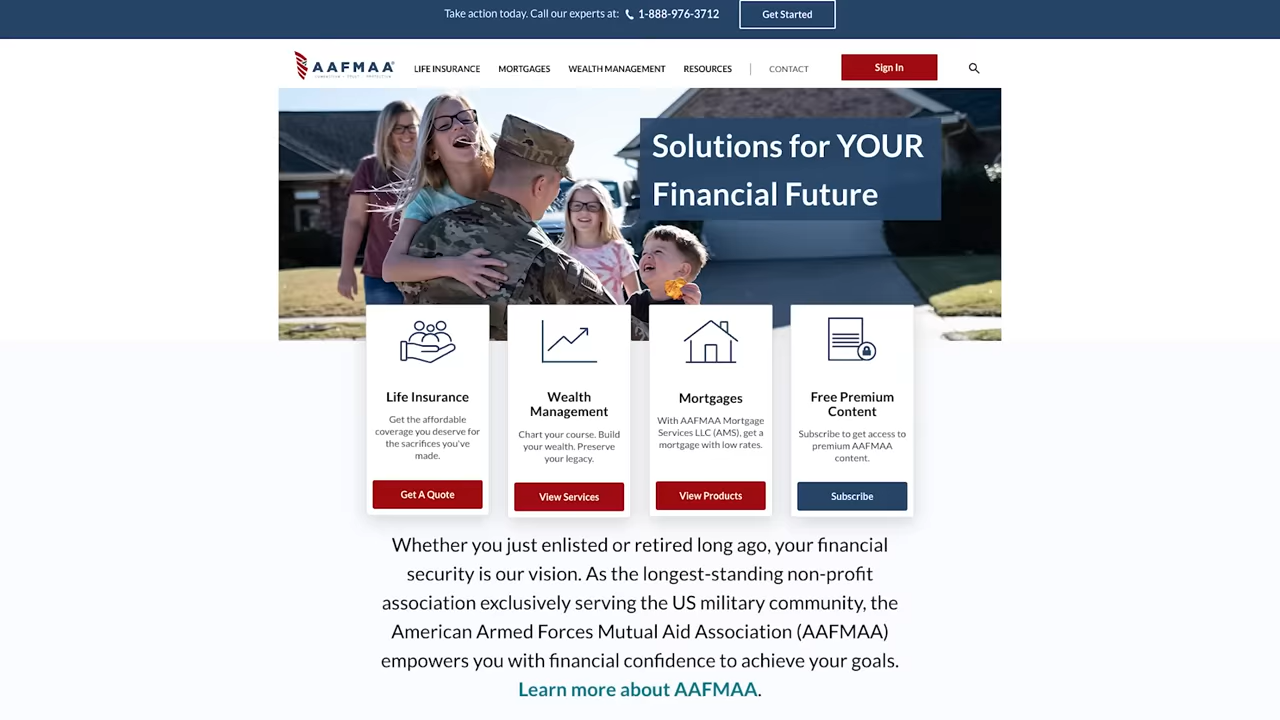 Take action today. Call our experts at: 1-888-976-3712
Get Started
AAFMAA
LIFE INSURANCE
MORTGAGES
WEALTH MANAGEMENT
RESOURCES
CONTACT
Sign In
Solutions for YOUR
Financial Future
Life Insurance
Get the affordable
coverage you deserve for
the sacrifices you've
made.
Get A Quote
Wealth
Management
Chart your course. Build
your wealth. Preserve
your legacy.
View Services
Mortgages
With AAFMAA Mortgage
Services LLC (AMS), get a
mortgage with low rates.
View Products
Free Premium
Content
Subscribe to get access to
premium AAFMAA
content.
Subscribe
Whether you just enlisted or retired long ago, your financial
security is our vision. As the longest-standing non-profit
association exclusively serving the US military community, the
American Armed Forces Mutual Aid Association (AAFMAA)
empowers you with financial confidence to achieve your goals.
Learn more about AAFMAA.